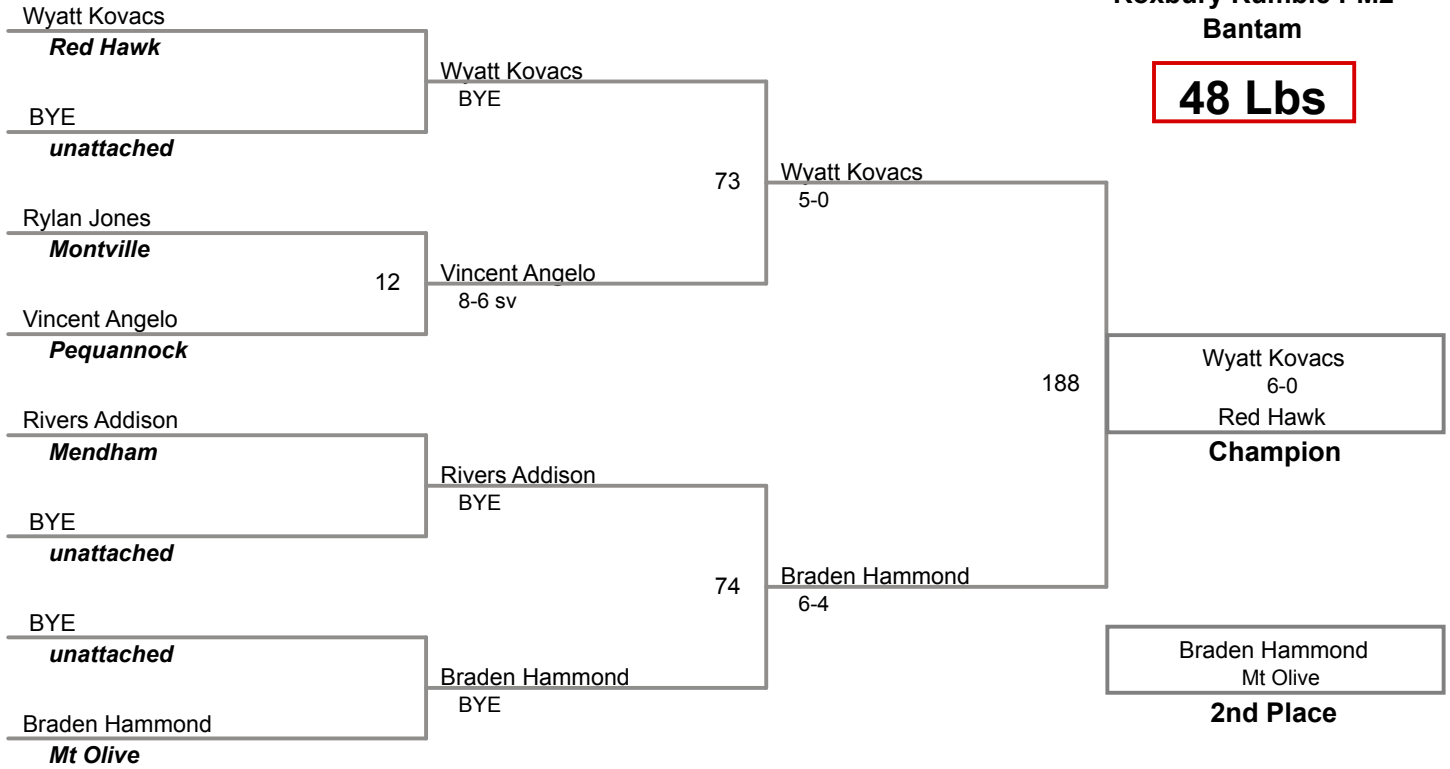 Bantam
48 Lbs
Wyatt Kovacs
Red Hawk
BYE
unattached
Rylan Jones
Montville
Vincent Angelo
Pequannock
Rivers Addison
Mendham
BYE
unattached
BYE
unattached
Braden Hammond
Mt Olive
Wyatt Kovacs
BYE
12
Vincent Angelo
8-6 sv
Rivers Addison
BYE
Braden Hammond
BYE
73
Wyatt Kovacs
5-0
74
Braden Hammond
6-4
188
Wyatt Kovacs
6-0
Red Hawk
Champion
Braden Hammond
Mt Olive
2nd Place